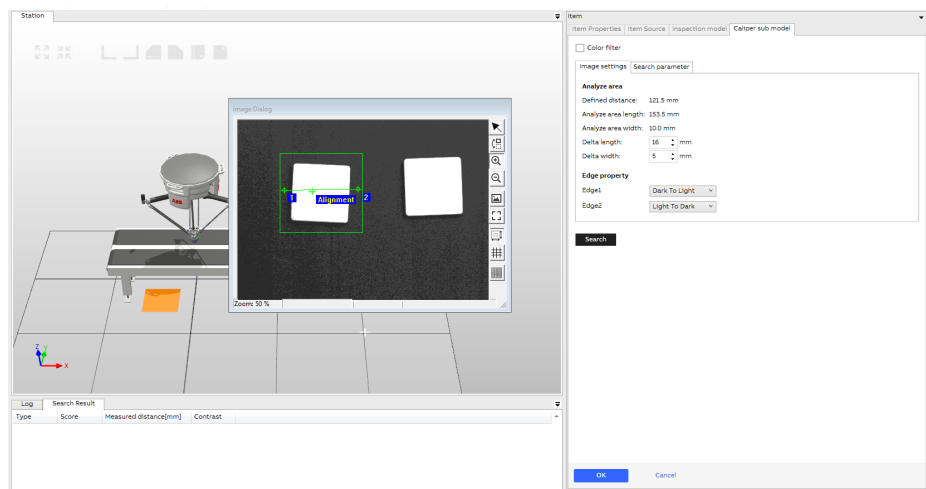 Station
Item
Item Properties Item Source Inspection model Caliper sub model
Color filter
Image settings Search parameter
Analyze area
Defined distance: 121.5 mm
Analyze area length: 153.5 mm
Analyze area width: 10.0 mm
Delta length: 16 mm
Delta width: 5 mm
Edge property
Edge1 Dark To Light
Edge2 Light To Dark
Search
Image Dialog
1 Alignment 2
Zoom: 50 %
ABB
Z Y
X
Log Search Result
Type Score Measured distance[mm] Contrast
OK Cancel